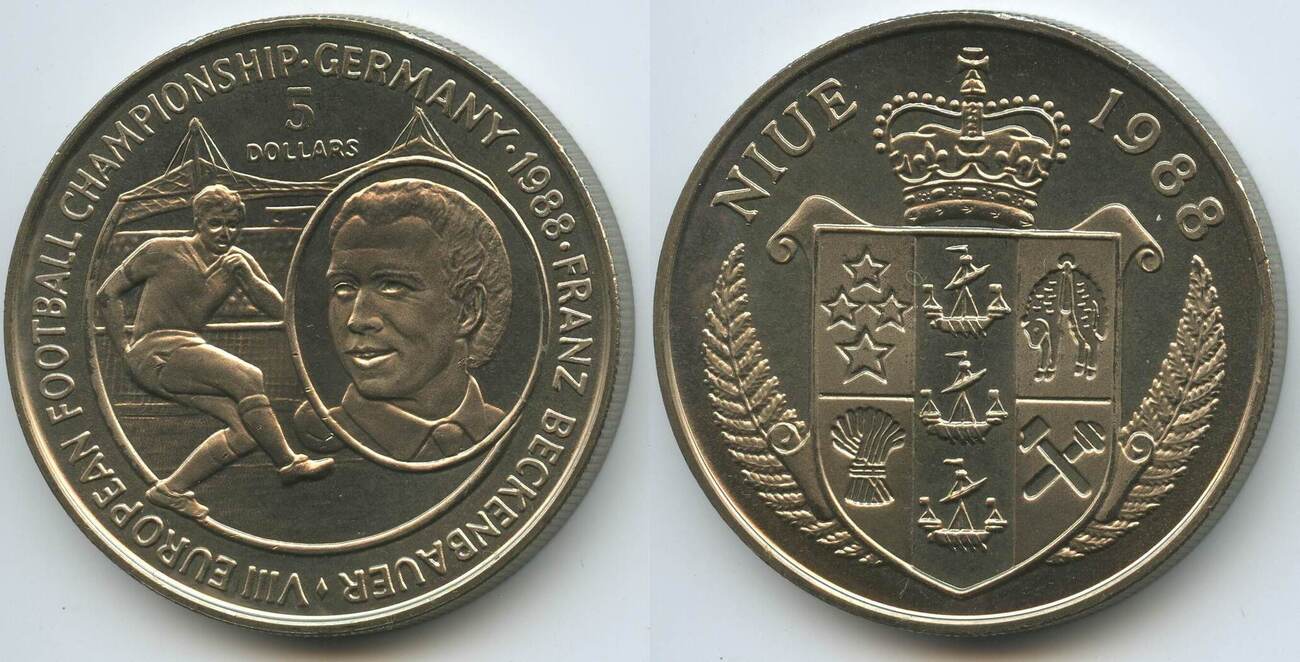 VIII EUROPEAN FOOTBALL CHAMPIONSHIP·GERMANY·1988·FRANZ BECKENBAUER·
5
DOLLARS
NIUE 1988